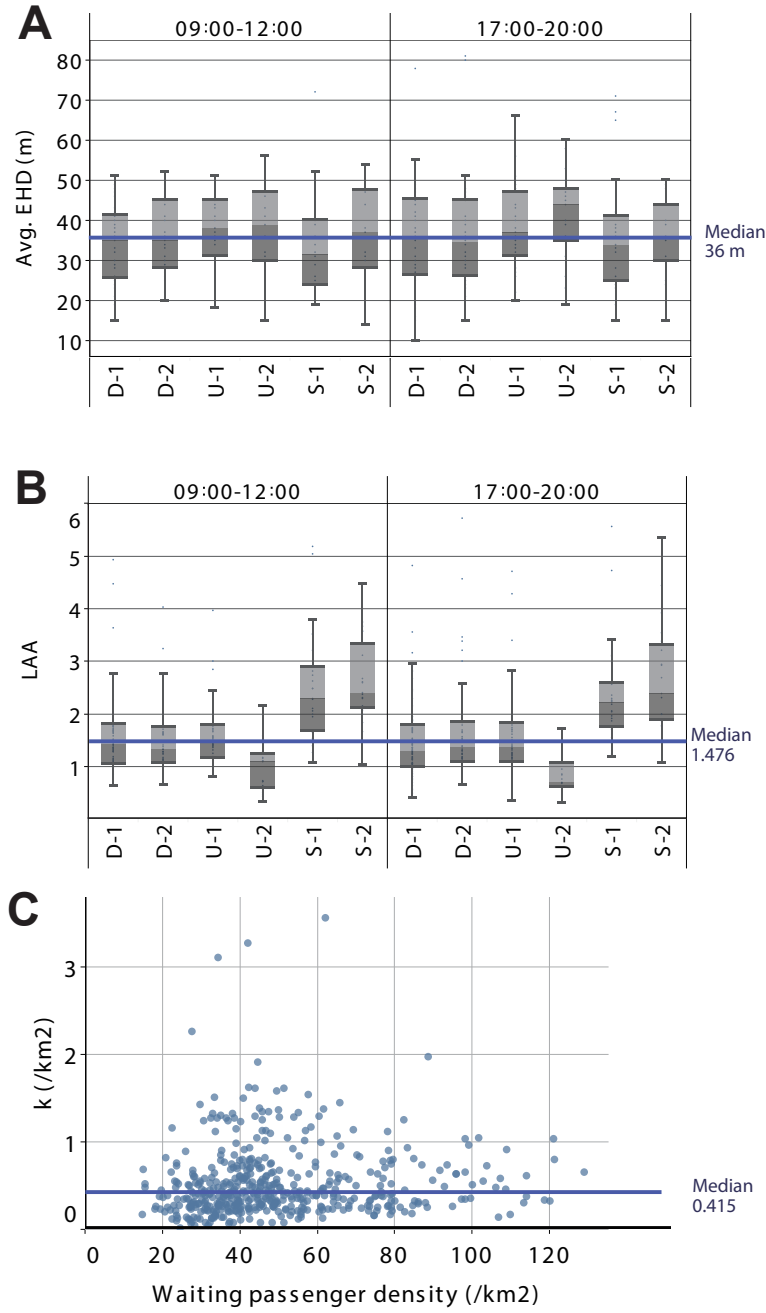 A
09:00-12:00
17:00-20:00
Avg. EHD (m)
80
70
60
50
40
30
20
10
Median
36 m
D-1
D-2
U-1
U-2
S-1
S-2
D-1
D-2
U-1
U-2
S-1
S-2
B
09:00-12:00
17:00-20:00
LAA
6
5
4
3
2
1
Median
1.476
D-1
D-2
U-1
U-2
S-1
S-2
D-1
D-2
U-1
U-2
S-1
S-2
C
k (/km2)
3
2
1
0
Median
0.415
0
20
40
60
80
100
120
Waiting passenger density (/km2)